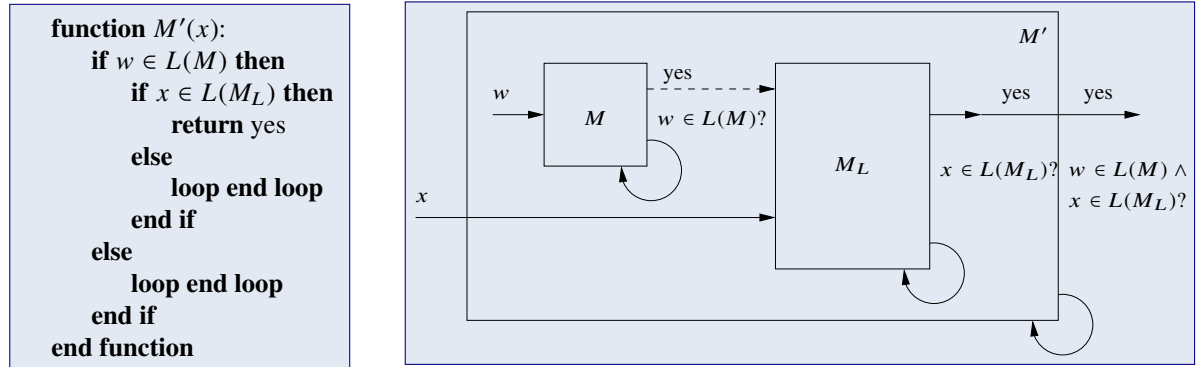 function M′(x):
if w ∈ L(M) then
if x ∈ L(M_L) then
return yes
else
loop end loop
end if
else
loop end loop
end if
end function
M′
w
M
yes
w ∈ L(M)?
x
M_L
yes
x ∈ L(M_L)?
yes
w ∈ L(M) ∧
x ∈ L(M_L)?